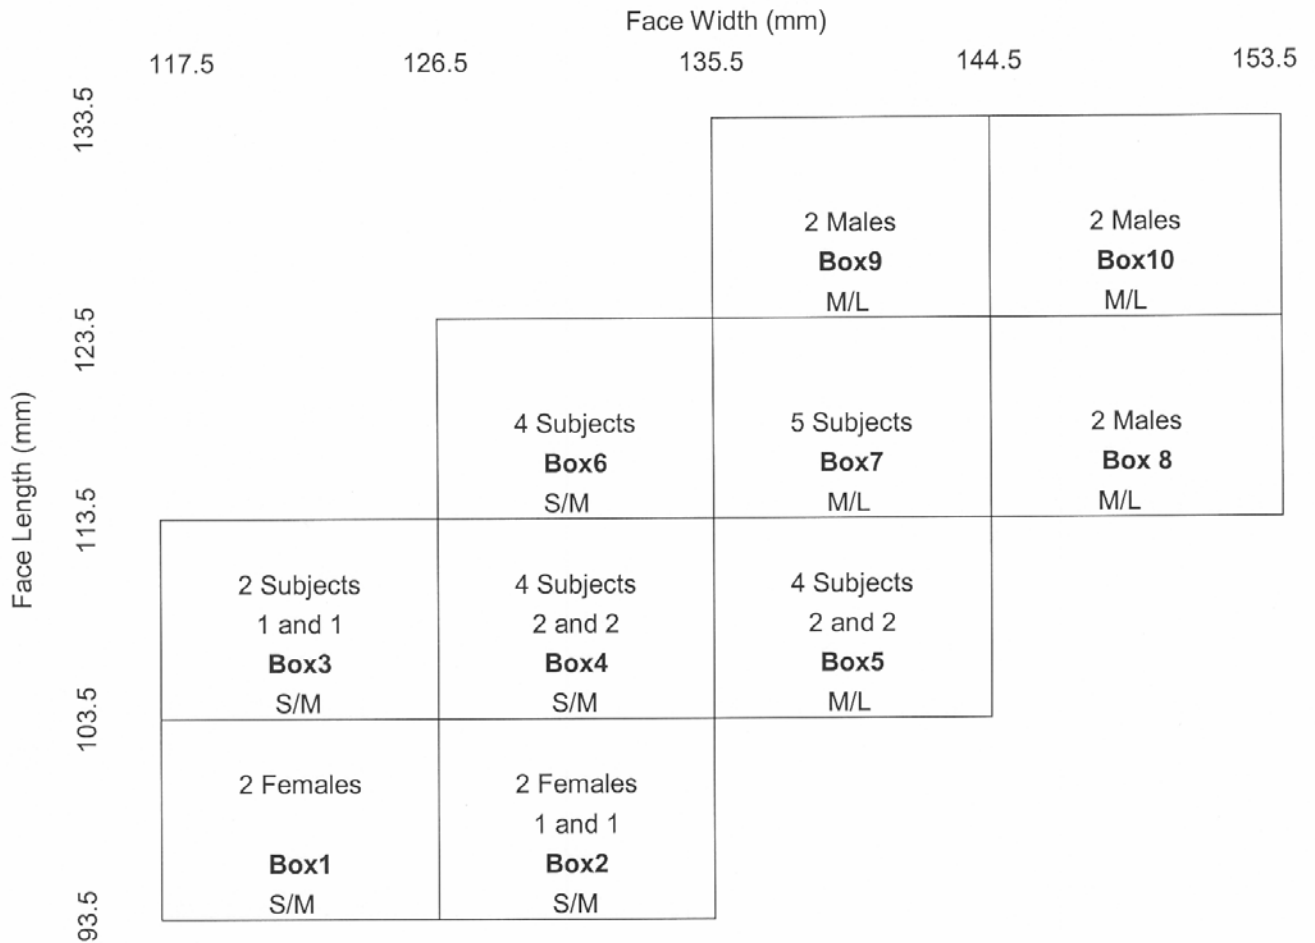 Face Width (mm)
117.5 126.5 135.5 144.5 153.5
133.5
2 Males 2 Males
Box9 Box10
M/L M/L
123.5
4 Subjects 5 Subjects 2 Males
Box6 Box7 Box 8
S/M M/L M/L
Face Length (mm)
113.5
2 Subjects 4 Subjects 4 Subjects
1 and 1 2 and 2 2 and 2
Box3 Box4 Box5
S/M S/M M/L
103.5
2 Females 2 Females
1 and 1
Box1 Box2
S/M S/M
93.5